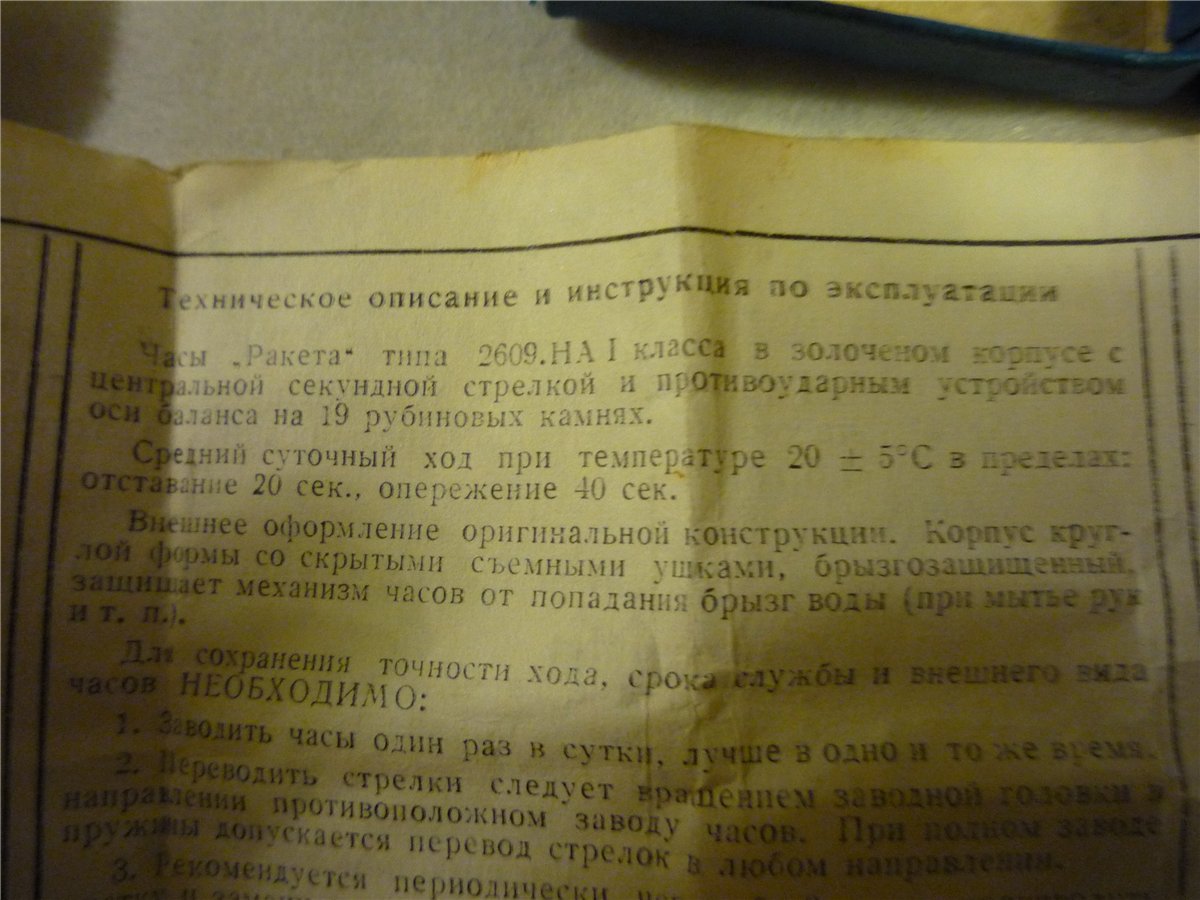 Техническое описание и инструкция по эксплуатации
Часы „Ракета“ типа 2609.НА I класса в золоченом корпусе с
центральной секундной стрелкой и противоударным устройством
оси баланса на 19 рубиновых камнях.
Средний суточный ход при температуре 20 ± 5°С в пределах:
отставание 20 сек., опережение 40 сек.
Внешнее оформление оригинальной конструкции. Корпус круг-
лой формы со скрытыми съемными ушками, брызгозащищенный,
защищает механизм часов от попадания брызг воды (при мытье рук
и т. п.).
Для сохранения точности хода, срока службы и внешнего вида
часов НЕОБХОДИМО:
1. Заводить часы один раз в сутки, лучше в одно и то же время.
2. Переводить стрелки следует вращением заводной головки в
направлении противоположном заводу часов. При полном заводе
пружины допускается перевод стрелок в любом направлении.
3. Рекомендуется периодически